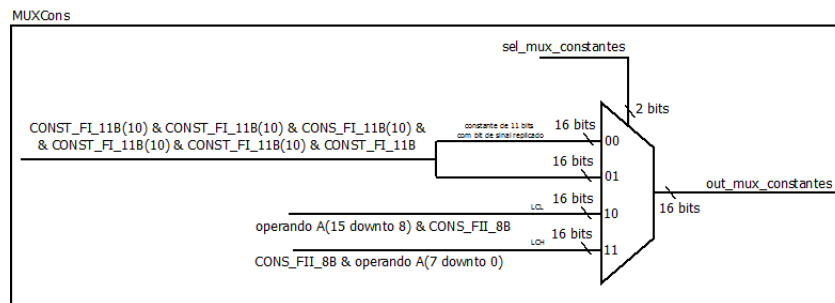 MUXCons
sel_mux_constantes
2 bits
CONST_FI_11B(10) & CONST_FI_11B(10) & CONS_FI_11B(10) &
& CONST_FI_11B(10) & CONST_FI_11B(10) & CONST_FI_11B
constante de 11 bits
com bit de sinal replicado
16 bits
00
16 bits
01
out_mux_constantes
16 bits
LCL
16 bits
10
operando A(15 downto 8) & CONS_FII_8B
LCH
16 bits
11
CONS_FII_8B & operando A(7 downto 0)